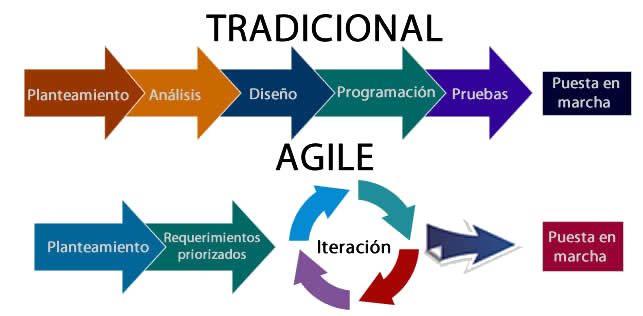 TRADICIONAL
Planteamiento
Análisis
Diseño
Programación
Pruebas
Puesta en
marcha
AGILE
Planteamiento
Requerimientos
priorizados
Iteración
Puesta en
marcha